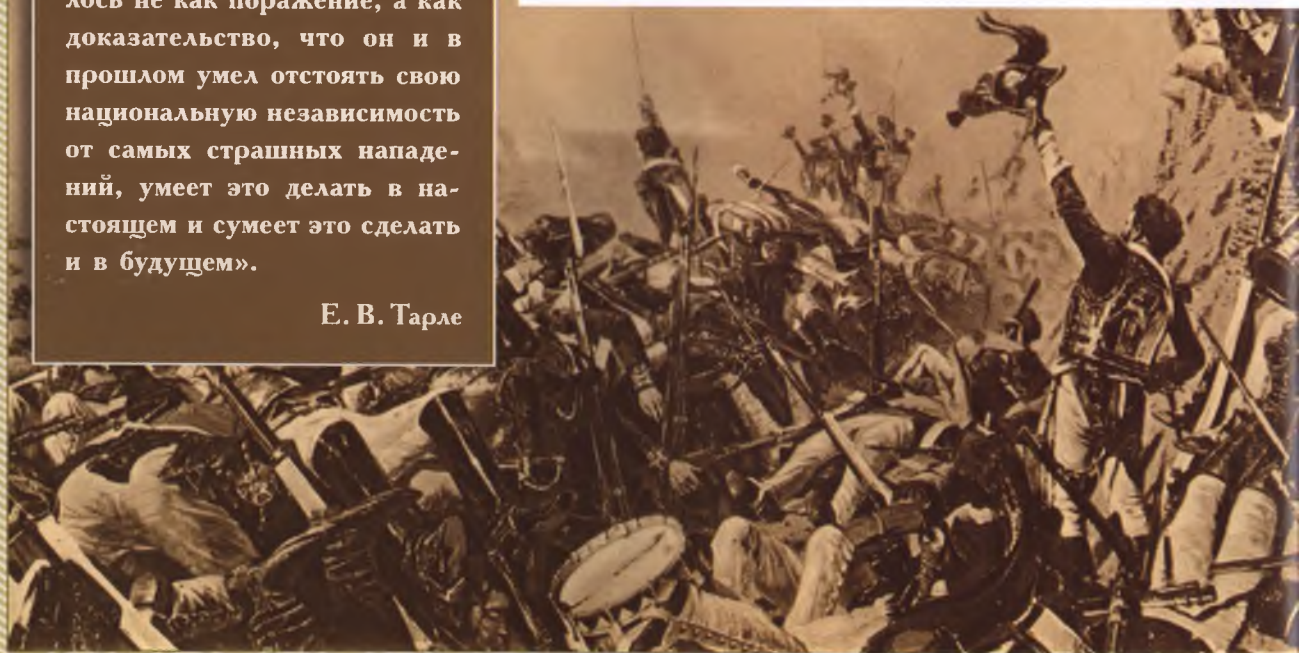 лось не как поражение, а как
доказательство, что он и в
прошлом умел отстоять свою
национальную независимость
от самых страшных нападе-
ний, умеет это делать в на-
стоящем и сумеет это сделать
и в будущем».
Е. В. Тарле